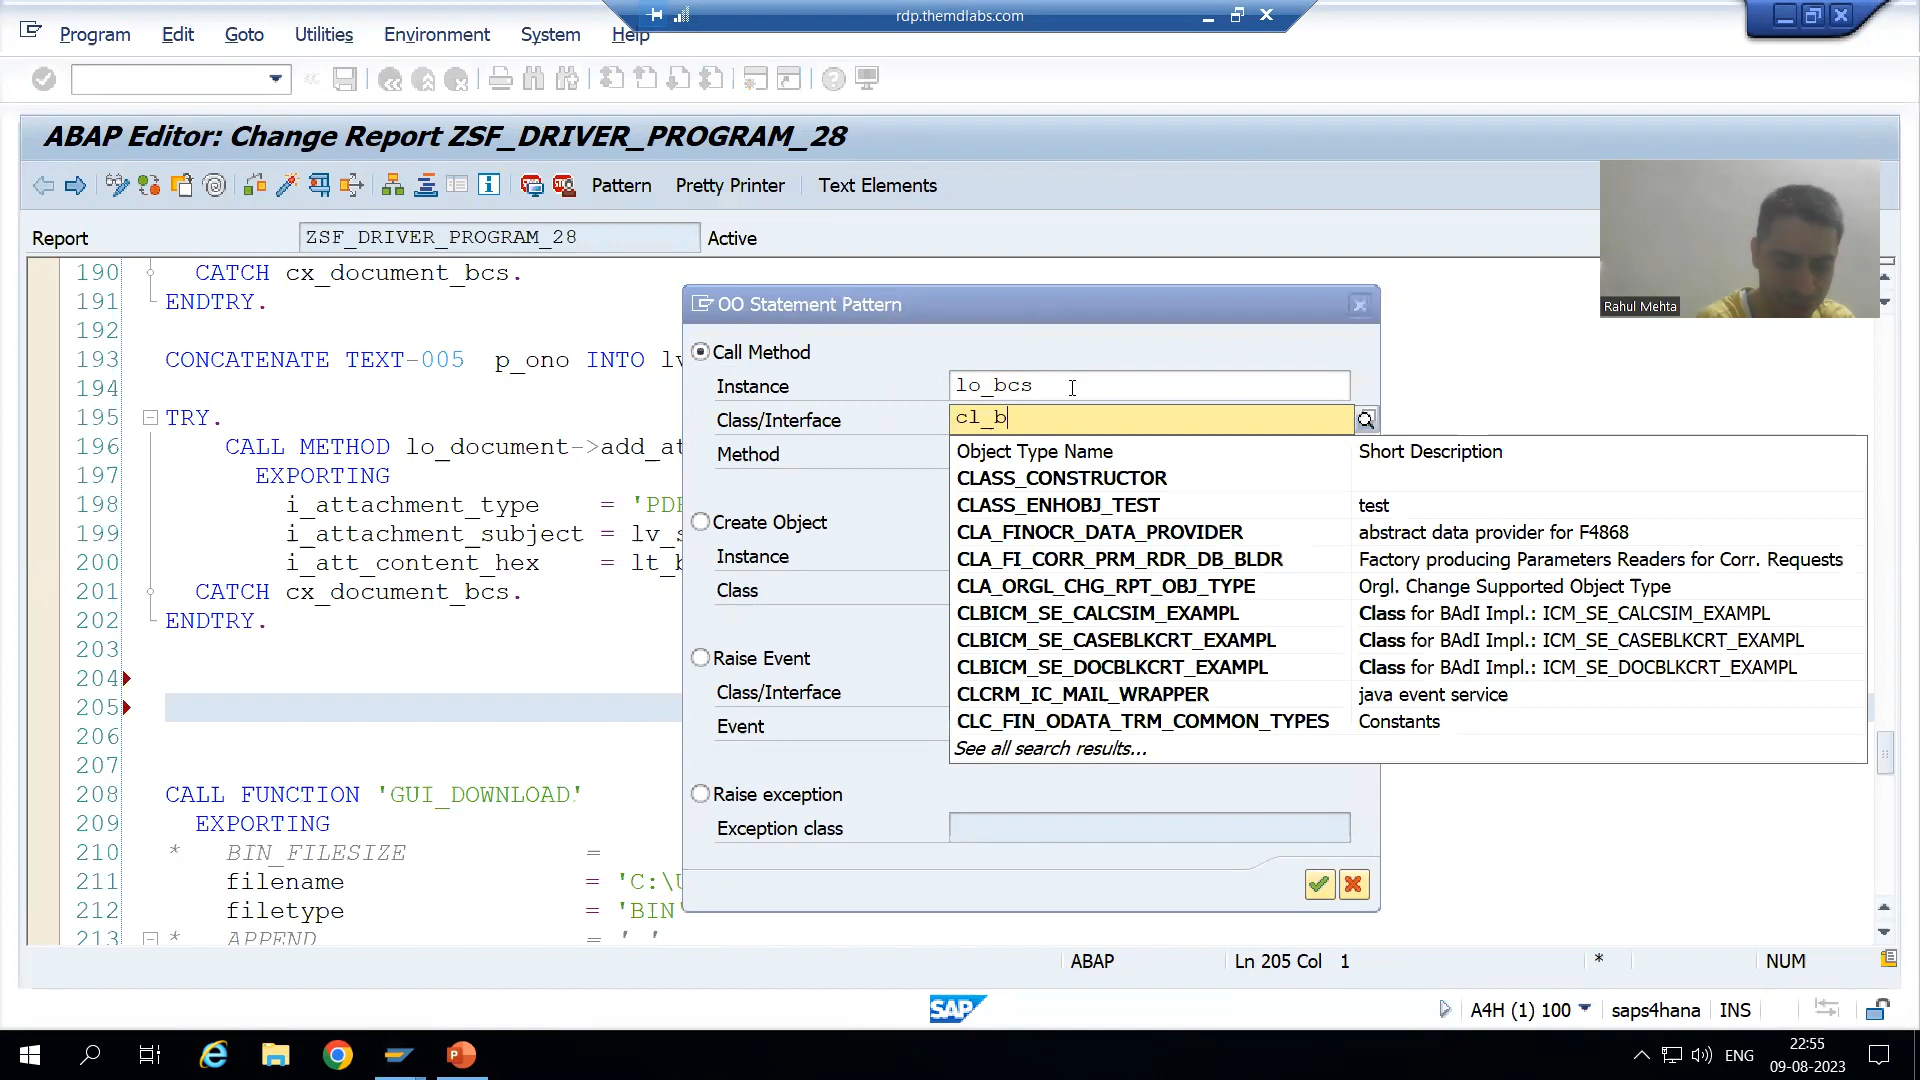 rdp.themdlabs.com
Program Edit Goto Utilities Environment System Help
ABAP Editor: Change Report ZSF_DRIVER_PROGRAM_28
Pattern Pretty Printer Text Elements
Report ZSF_DRIVER_PROGRAM_28 Active
Rahul Mehta
190 CATCH cx_document_bcs.
191 ENDTRY.
192
193 CONCATENATE TEXT-005 p_ono INTO lv
194
195 TRY.
196 CALL METHOD lo_document->add_at
197 EXPORTING
198 i_attachment_type = 'PDF
199 i_attachment_subject = lv_s
200 i_att_content_hex = lt_b
201 CATCH cx_document_bcs.
202 ENDTRY.
203
204
205
206
207
208 CALL FUNCTION 'GUI_DOWNLOAD'
209 EXPORTING
210 * BIN_FILESIZE =
211 filename = 'C:\U
212 filetype = 'BIN'
213 * APPEND = ' '
OO Statement Pattern
Call Method
Instance lo_bcs
Class/Interface cl_b
Method
Create Object
Instance
Class
Raise Event
Class/Interface
Event
Raise exception
Exception class
Object Type Name Short Description
CLASS_CONSTRUCTOR
CLASS_ENHOBJ_TEST test
CLA_FINOCR_DATA_PROVIDER abstract data provider for F4868
CLA_FI_CORR_PRM_RDR_DB_BLDR Factory producing Parameters Readers for Corr. Requests
CLA_ORGL_CHG_RPT_OBJ_TYPE Orgl. Change Supported Object Type
CLBICM_SE_CALCSIM_EXAMPL Class for BAdI Impl.: ICM_SE_CALCSIM_EXAMPL
CLBICM_SE_CASEBLKCRT_EXAMPL Class for BAdI Impl.: ICM_SE_CASEBLKCRT_EXAMPL
CLBICM_SE_DOCBLKCRT_EXAMPL Class for BAdI Impl.: ICM_SE_DOCBLKCRT_EXAMPL
CLCRM_IC_MAIL_WRAPPER java event service
CLC_FIN_ODATA_TRM_COMMON_TYPES Constants
See all search results...
ABAP Ln 205 Col 1 * NUM
SAP A4H (1) 100 saps4hana INS
ENG 22:55
09-08-2023